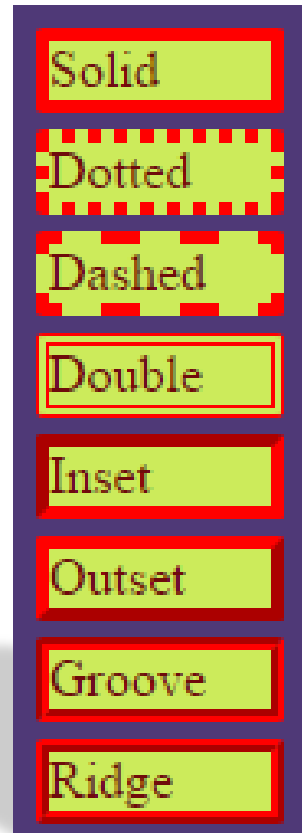 Solid
Dotted
Dashed
Double
Inset
Outset
Groove
Ridge